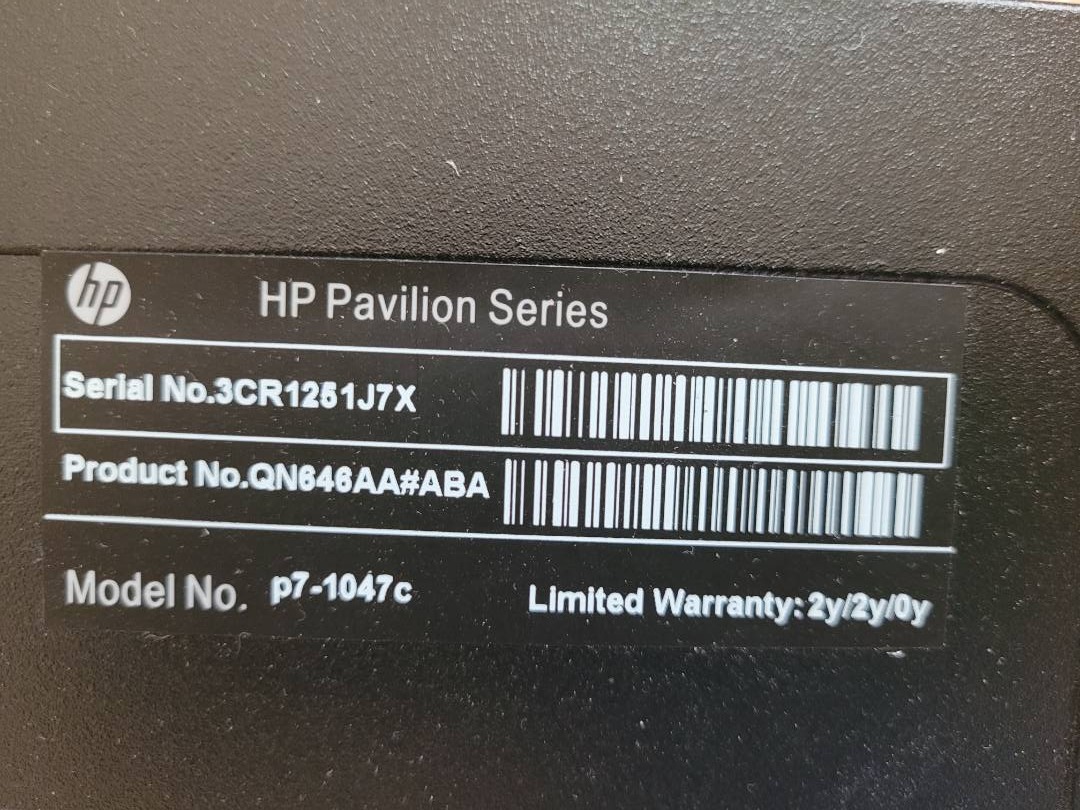 hp
HP Pavilion Series
Serial No.3CR1251J7X
Product No.QN646AA#ABA
Model No. p7-1047c
Limited Warranty: 2y/2y/0y